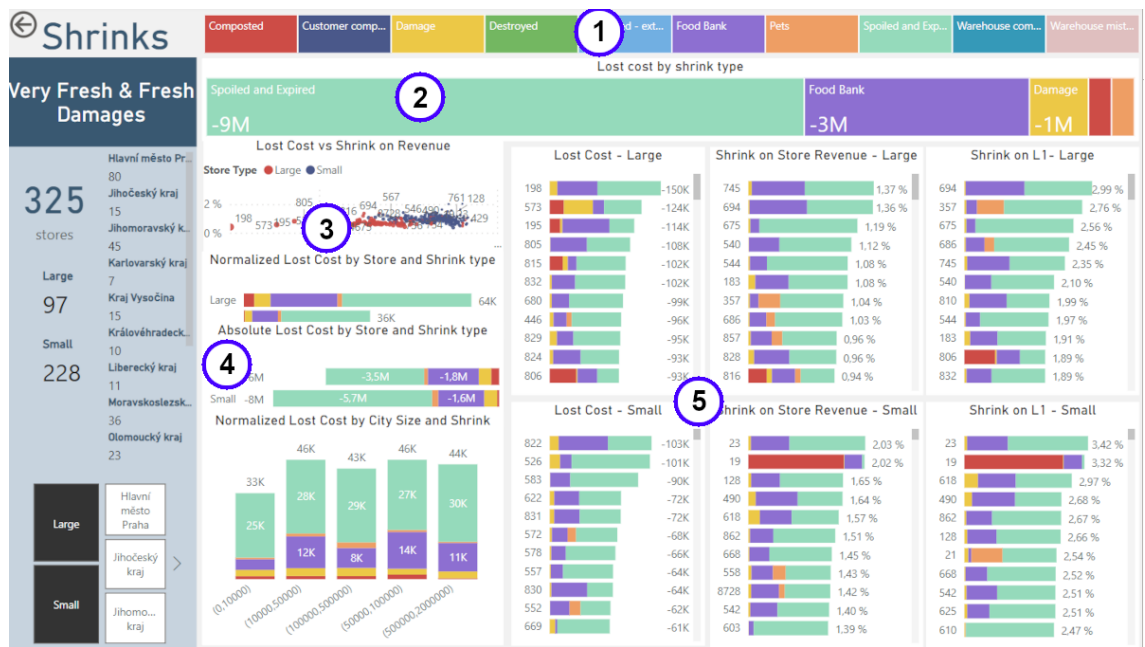 Shrinks
Composted
Customer comp...
Damage
Destroyed
1
d - ext...
Food Bank
Pets
Spoiled and Exp...
Warehouse com...
Warehouse mist...
Very Fresh & Fresh
Damages
Lost cost by shrink type
Spoiled and Expired
-9M
2
Food Bank
-3M
Damage
-1M
325
stores
Large
97
Small
228
Hlavní město Pr...
80
Jihočeský kraj
15
Jihomoravský k...
45
Karlovarský kraj
7
Kraj Vysočina
15
Královéhradeck...
10
Liberecký kraj
11
Moravskoslezsk...
36
Olomoucký kraj
23
Large
Small
Hlavní
město
Praha
Jihočeský
kraj
Jihomo...
kraj
Lost Cost vs Shrink on Revenue
Store Type Large Small
2 %
0 %
198
573
195
805
694
567
546
761 128
429
3
...
Normalized Lost Cost by Store and Shrink type
Large 64K
36K
Absolute Lost Cost by Store and Shrink type
4
-3,5M -1,8M
Small -8M -5.7M -1,6M
Normalized Lost Cost by City Size and Shrink
33K
46K
43K
46K
44K
25K
28K
12K
29K
8K
27K
14K
30K
11K
(0,10000)
(10000,50000)
(100000,500000)
(50000,100000)
(500000,2000000)
Lost Cost - Large
198 -150K
573 -124K
195 -114K
805 -108K
815 -102K
832 -102K
680 -99K
446 -96K
829 -95K
824 -93K
806 -93K
Shrink on Store Revenue - Large
745 1,37 %
694 1,36 %
675 1,19 %
540 1,12 %
544 1,08 %
183 1,08 %
357 1,04 %
686 1,03 %
857 0,96 %
828 0,96 %
816 0,94 %
Shrink on L1- Large
694 2,99 %
357 2,76 %
675 2,56 %
686 2,45 %
745 2,35 %
540 2,10 %
810 1,99 %
544 1,97 %
183 1,91 %
806 1,89 %
832 1,89 %
5
Lost Cost - Small
822 -103K
526 -101K
583 -90K
622 -72K
831 -72K
572 -68K
578 -66K
557 -64K
830 -64K
552 -62K
669 -61K
Shrink on Store Revenue - Small
23 2,03 %
19 2,02 %
128 1,65 %
490 1,64 %
618 1,57 %
862 1,51 %
668 1,45 %
558 1,43 %
8728 1,42 %
542 1,40 %
603 1,39 %
Shrink on L1 - Small
23 3,42 %
19 3,32 %
618 2,97 %
490 2,68 %
862 2,67 %
128 2,66 %
21 2,54 %
668 2,52 %
542 2,51 %
625 2,51 %
610 2,47 %